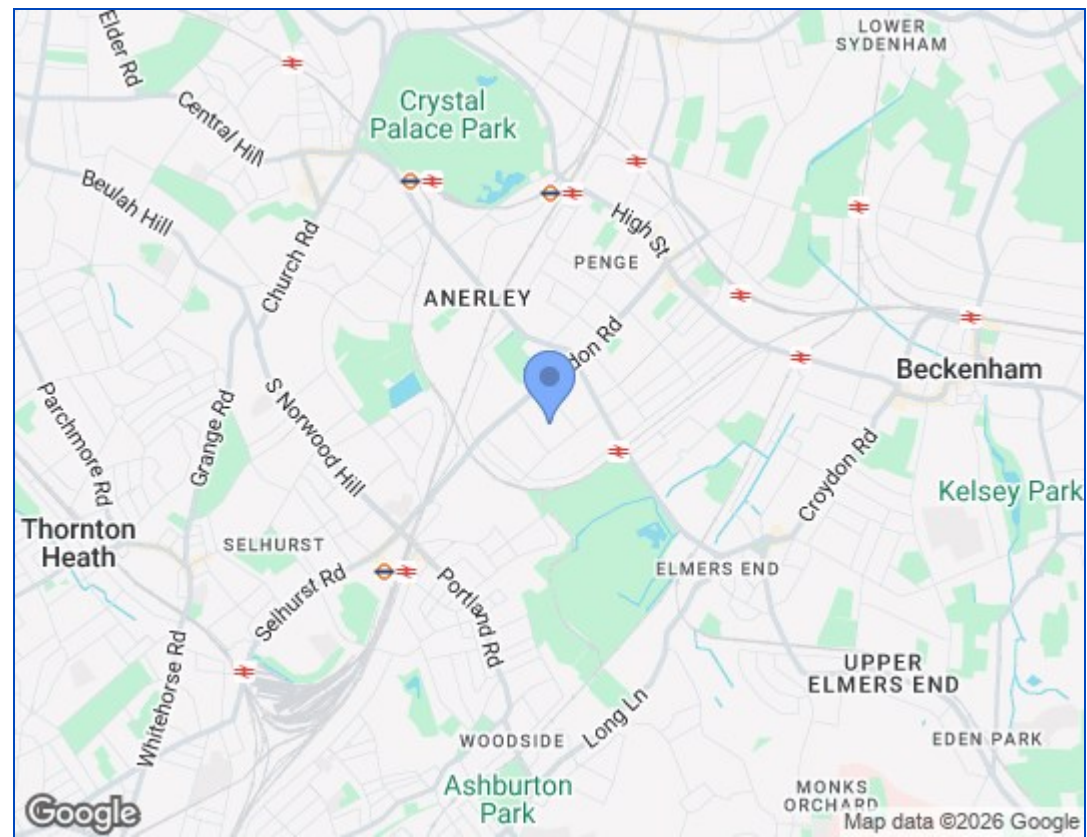 Elder Rd
LOWER
SYDENHAM
Crystal
Palace Park
Central Hill
Beulah Hill
Church Rd
High St
PENGE
ANERLEY
don Rd
Beckenham
S Norwood Hill
Parchmore Rd
Grange Rd
Croydon Rd
Kelsey Park
Thornton
Heath
SELHURST
Selhurst Rd
Portland Rd
ELMERS END
Whitehorse Rd
UPPER
ELMERS END
Long Ln
WOODSIDE
EDEN PARK
Ashburton
Park
MONKS
ORCHARD
Google
Map data ©2026 Google